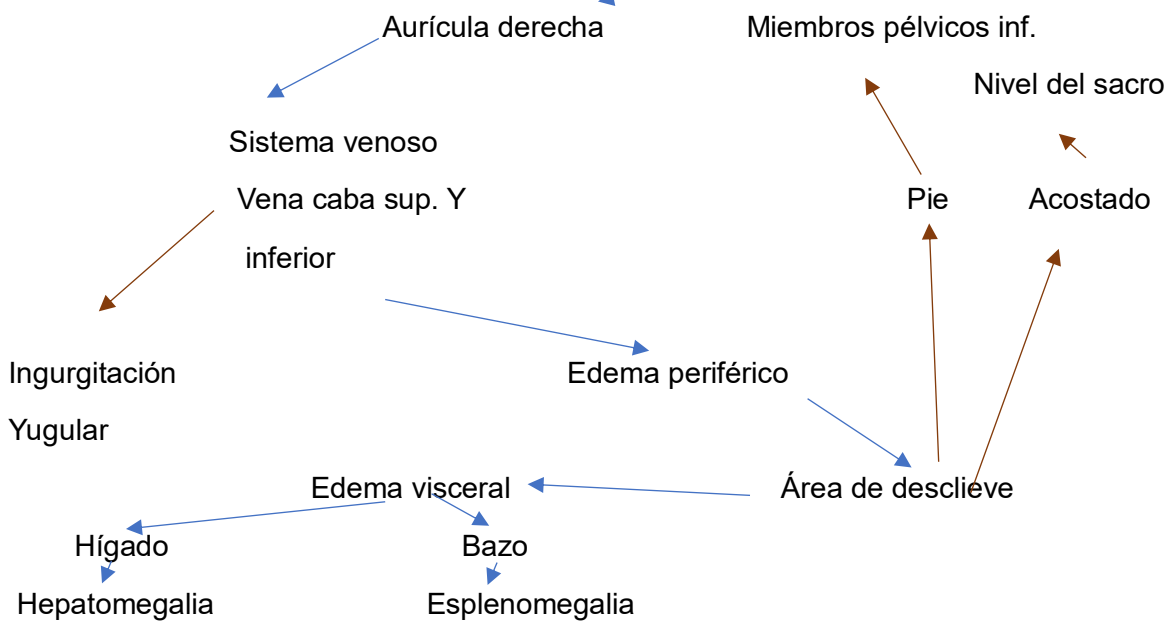 Aurícula derecha
Miembros pélvicos inf.
Nivel del sacro
Sistema venoso
Vena caba sup. Y
inferior
Pie
Acostado
Ingurgitación
Yugular
Edema periférico
Edema visceral
Área de desclieve
Hígado
Bazo
Hepatomegalia
Esplenomegalia